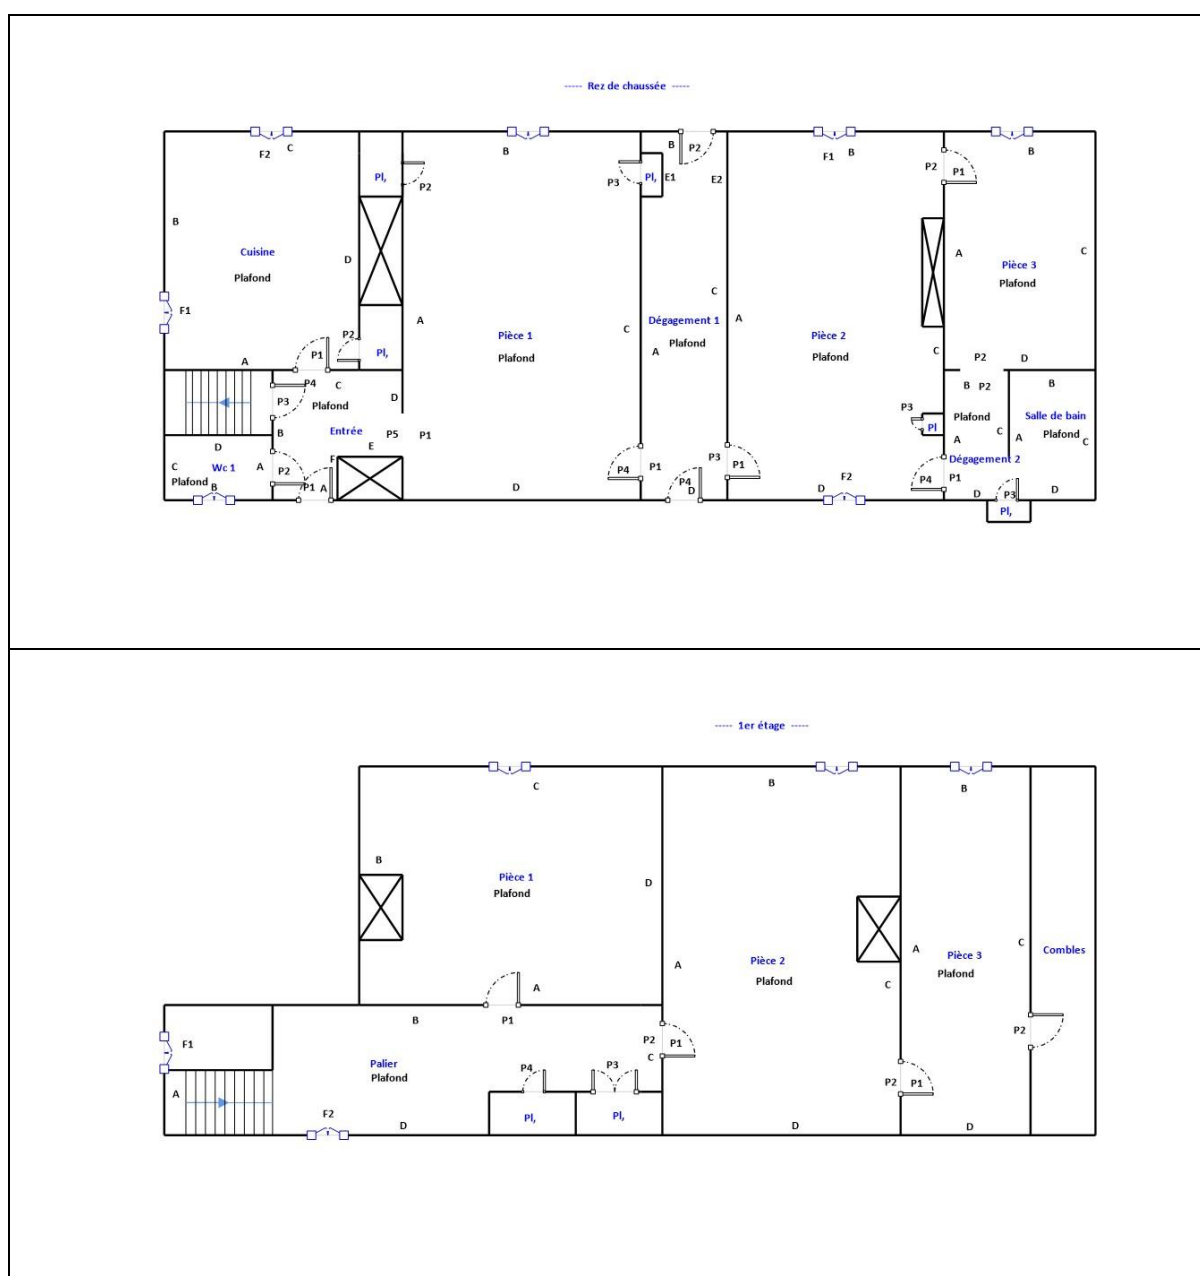 ----- Rez de chaussée -----
F2 C
B
B P2
F1 B
B
P2 P1
Pl,
P2
P3 Pl, E1
E2
B
Cuisine
D
Plafond
A
C
Pièce 3
Plafond
F1
C
A
Pièce 1
Plafond
C
Dégagement 1
Plafond
A
A
Pièce 2
Plafond
C
P2
P1
A
Pl,
P2
D
P4 C
Plafond
D
P3
B P2
B
P3
Plafond
Salle de bain
Plafond
Entrée
B
P5 P1
Pl
C
A
C
A
D
E
C Wc 1
Plafond
A
P2
F
P4 P1
P3 P1
Dégagement 2
P4 P1
B
P1 A
D
P4
D
D
F2
D P3
D
Pl,
----- 1er étage -----
C
B
B
B
Pièce 1
Plafond
D
A
Pièce 2
Plafond
C
A
Pièce 3
Plafond
C
Combles
A
B
P1
F1
P2 P1
C
P2
Palier
Plafond
P4
P3
P2 P1
A
F2
D
Pl,
Pl,
D
D